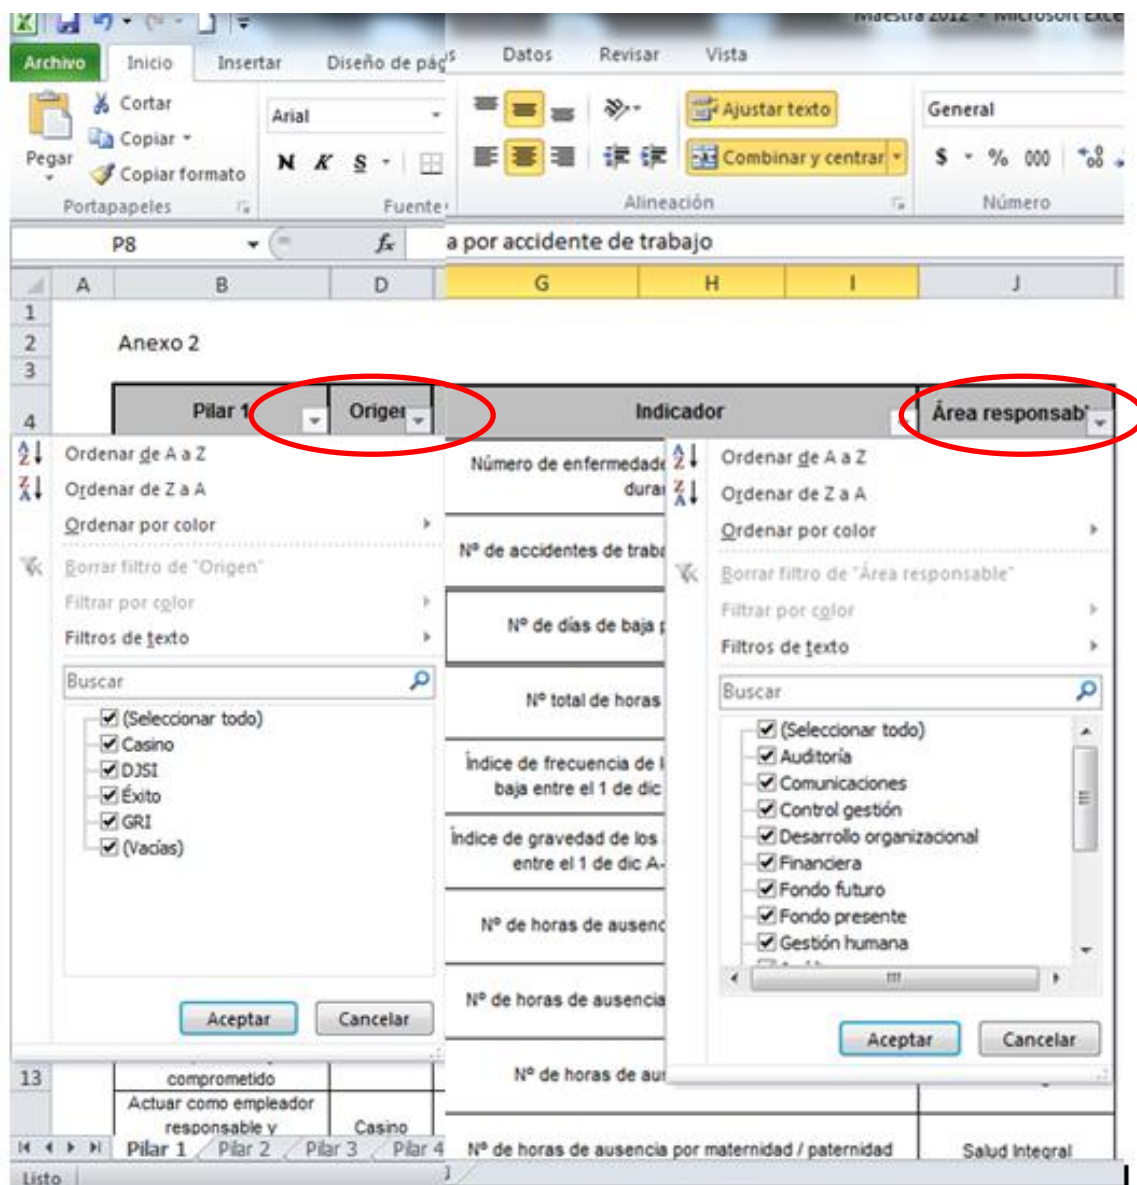 Maestra 2012 - Microsoft Exce
Archivo Inicio Insertar Diseño de pág s Datos Revisar Vista
Cortar
Copiar
Copiar formato
Pegar
Portapapeles
Arial
N K S
Fuente
Ajustar texto
Combinar y centrar
Alineación
General
$ % 000
Número
P8 fx a por accidente de trabajo
A B D G H I J
1
2 Anexo 2
3
4 Pilar 1 Origen Indicador Área responsab
Ordenar de A a Z
Ordenar de Z a A
Ordenar por color
Borrar filtro de "Origen"
Filtrar por color
Filtros de texto
Buscar
(Seleccionar todo)
Casino
DJSI
Éxito
GRI
(Vacías)
Aceptar Cancelar
Número de enfermedade
duran
Nº de accidentes de traba
Nº de días de baja p
Nº total de horas
Índice de frecuencia de l
baja entre el 1 de dic
Índice de gravedad de los
entre el 1 de dic A-
Nº de horas de ausenc
Nº de horas de ausencia
Nº de horas de aus
Ordenar de A a Z
Ordenar de Z a A
Ordenar por color
Borrar filtro de "Área responsable"
Filtrar por color
Filtros de texto
Buscar
(Seleccionar todo)
Auditoría
Comunicaciones
Control gestión
Desarrollo organizacional
Financiera
Fondo futuro
Fondo presente
Gestión humana
Aceptar Cancelar
13 comprometido
Actuar como empleador
responsable y Casino
Nº de horas de ausencia por maternidad / paternidad Salud Integral
Pilar 1 Pilar 2 Pilar 3 Pilar 4
Listo